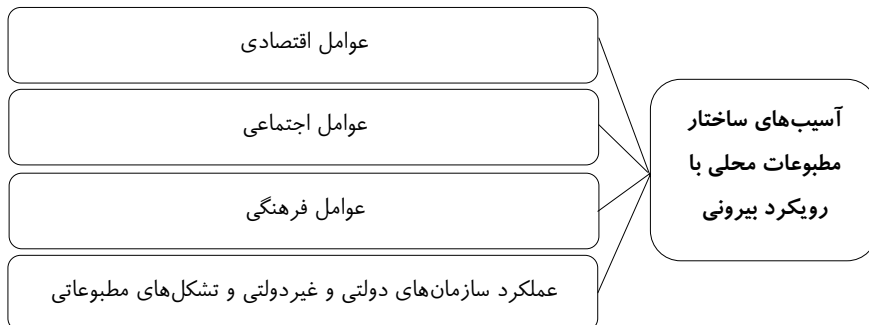 آسیب‌های ساختار
مطبوعات محلی با
رویکرد بیرونی
عوامل اقتصادی
عوامل اجتماعی
عوامل فرهنگی
عملکرد سازمان‌های دولتی و غیردولتی و تشکل‌های مطبوعاتی